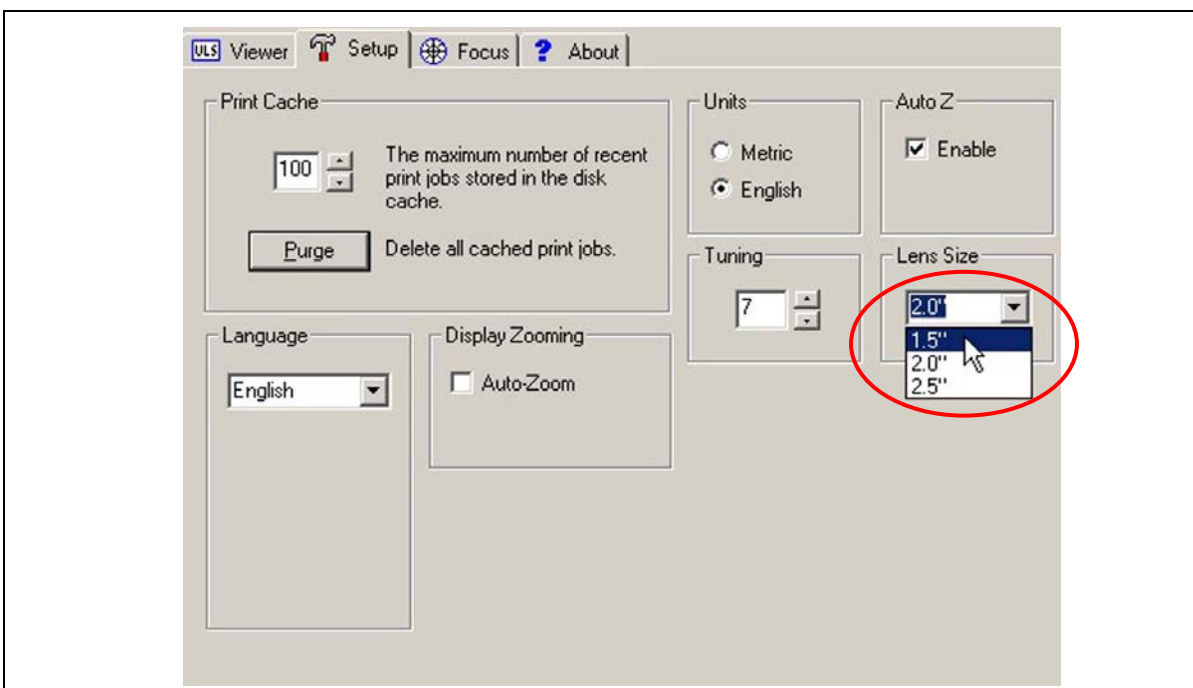 ULS Viewer Setup Focus ? About
Print Cache
100
The maximum number of recent
print jobs stored in the disk
cache.
Purge
Delete all cached print jobs.
Units
Metric
English
Auto Z
Enable
Tuning
7
Lens Size
2.0"
1.5"
2.0"
2.5"
Language
English
Display Zooming
Auto-Zoom